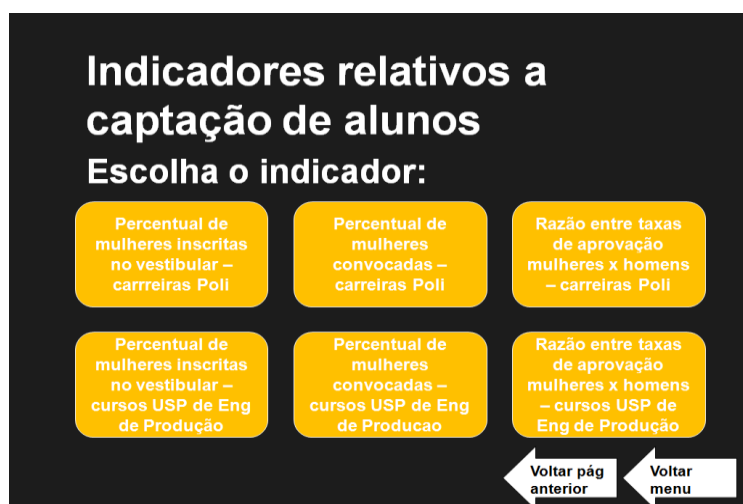 Indicadores relativos a
captação de alunos
Escolha o indicador:
Percentual de
mulheres inscritas
no vestibular –
carrreiras Poli
Percentual de
mulheres
convocadas –
carreiras Poli
Razão entre taxas
de aprovação
mulheres x homens
– carreiras Poli
Percentual de
mulheres inscritas
no vestibular –
cursos USP de Eng
de Produção
Percentual de
mulheres
convocadas –
cursos USP de Eng
de Producao
Razão entre taxas
de aprovação
mulheres x homens
– cursos USP de
Eng de Produção
Voltar pág
anterior
Voltar
menu